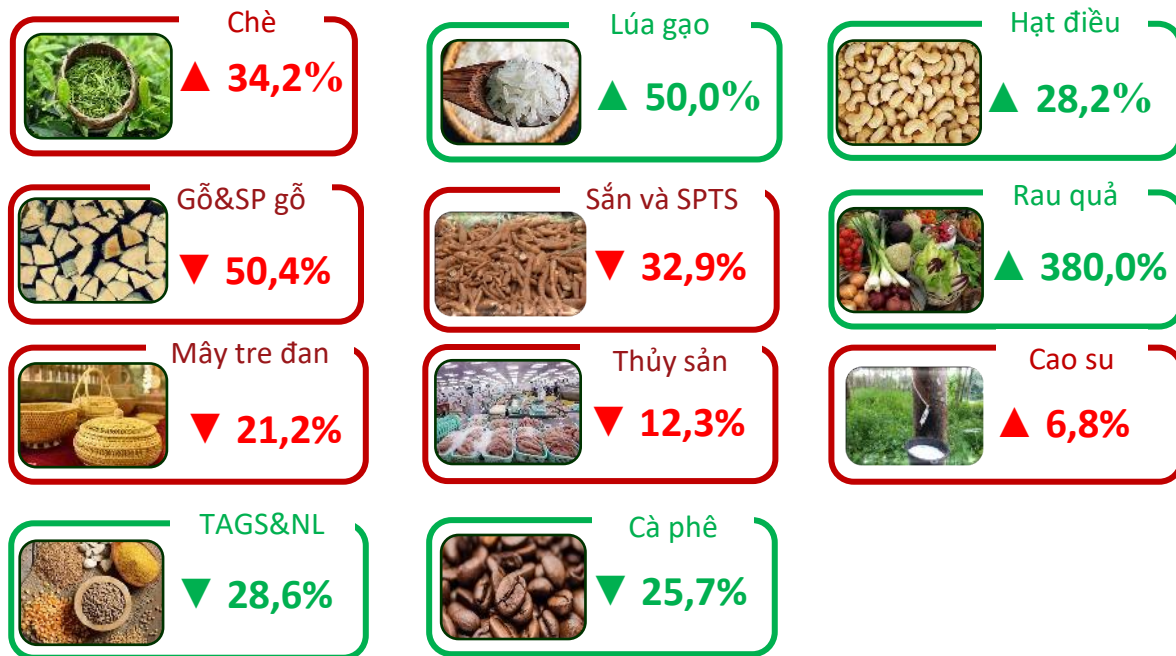 Chè
▲ 34,2%
Lúa gạo
▲ 50,0%
Hạt điều
▲ 28,2%
Gỗ&SP gỗ
▼ 50,4%
Sắn và SPTS
▼ 32,9%
Rau quả
▲ 380,0%
Mây tre đan
▼ 21,2%
Thủy sản
▼ 12,3%
Cao su
▲ 6,8%
TAGS&NL
▼ 28,6%
Cà phê
▼ 25,7%